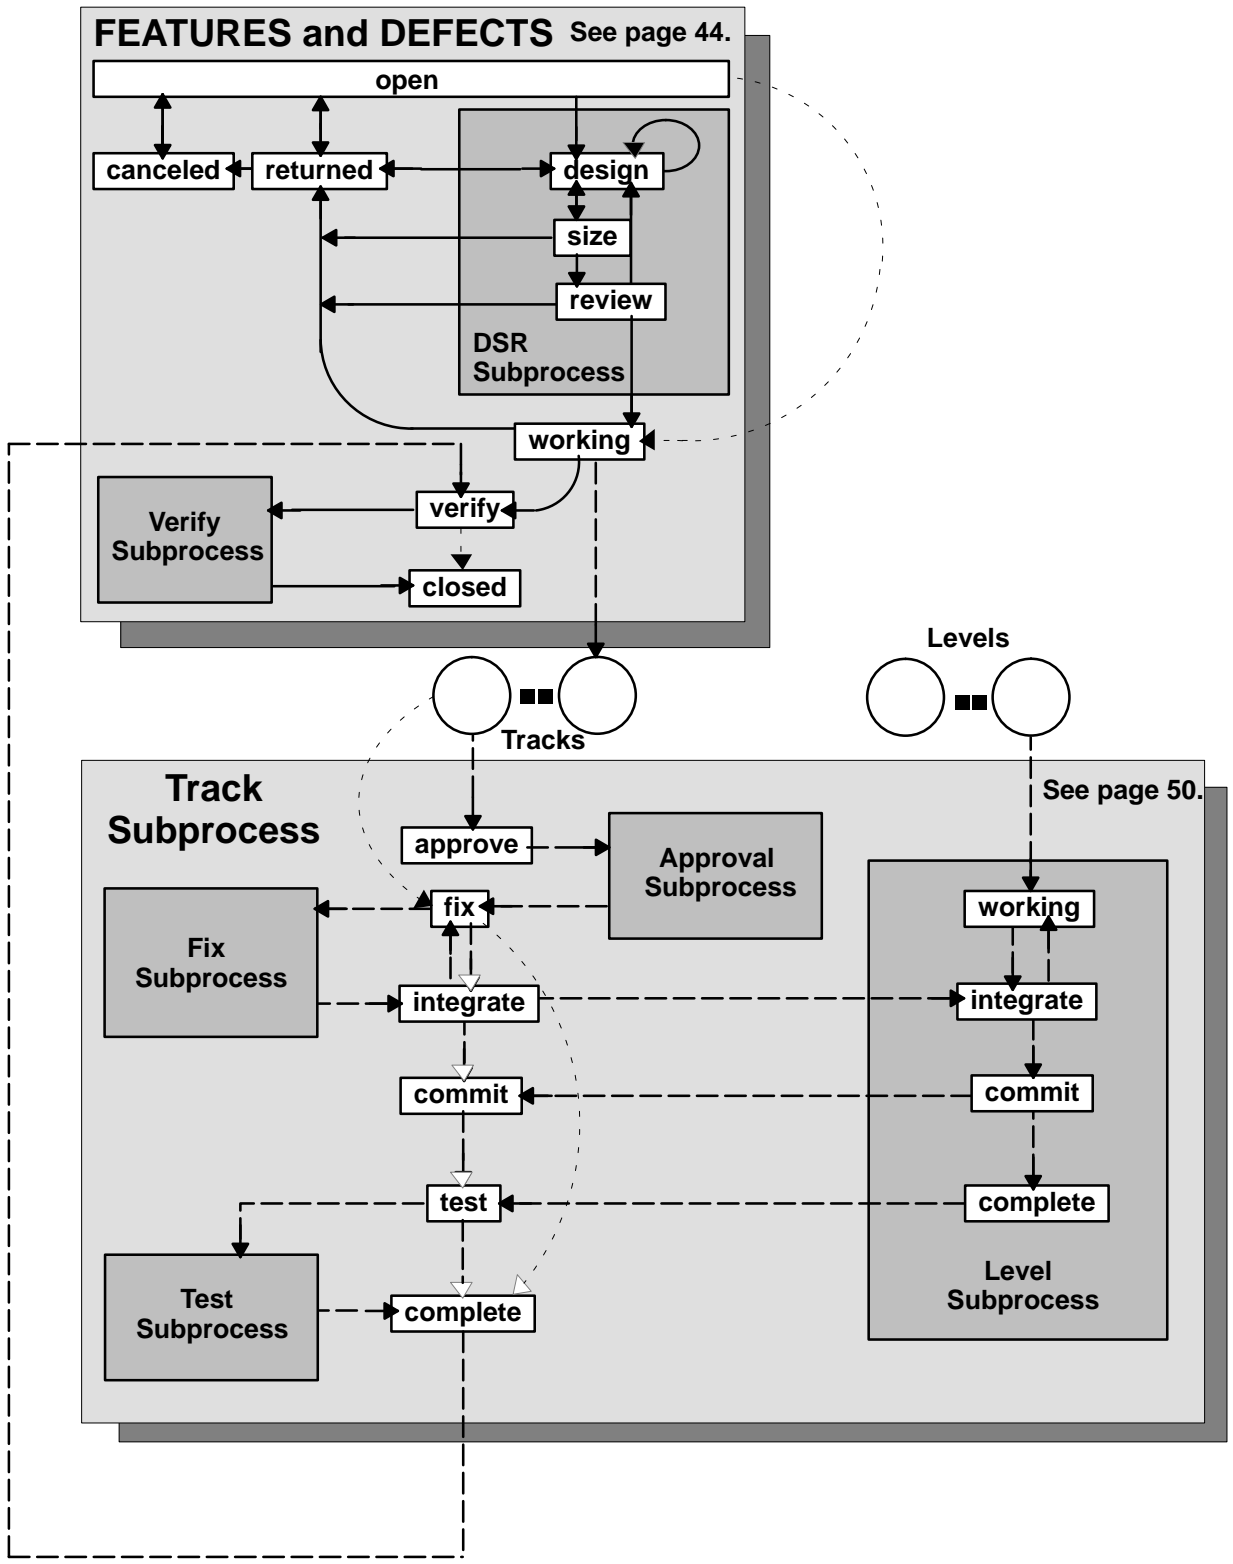 FEATURES and DEFECTS See page 44.
open
canceled
returned
design
size
review
DSR
Subprocess
working
verify
Verify
Subprocess
closed
Levels
Tracks
Track
Subprocess
See page 50.
approve
Approval
Subprocess
fix
working
Fix
Subprocess
integrate
integrate
commit
commit
test
complete
Level
Subprocess
Test
Subprocess
complete